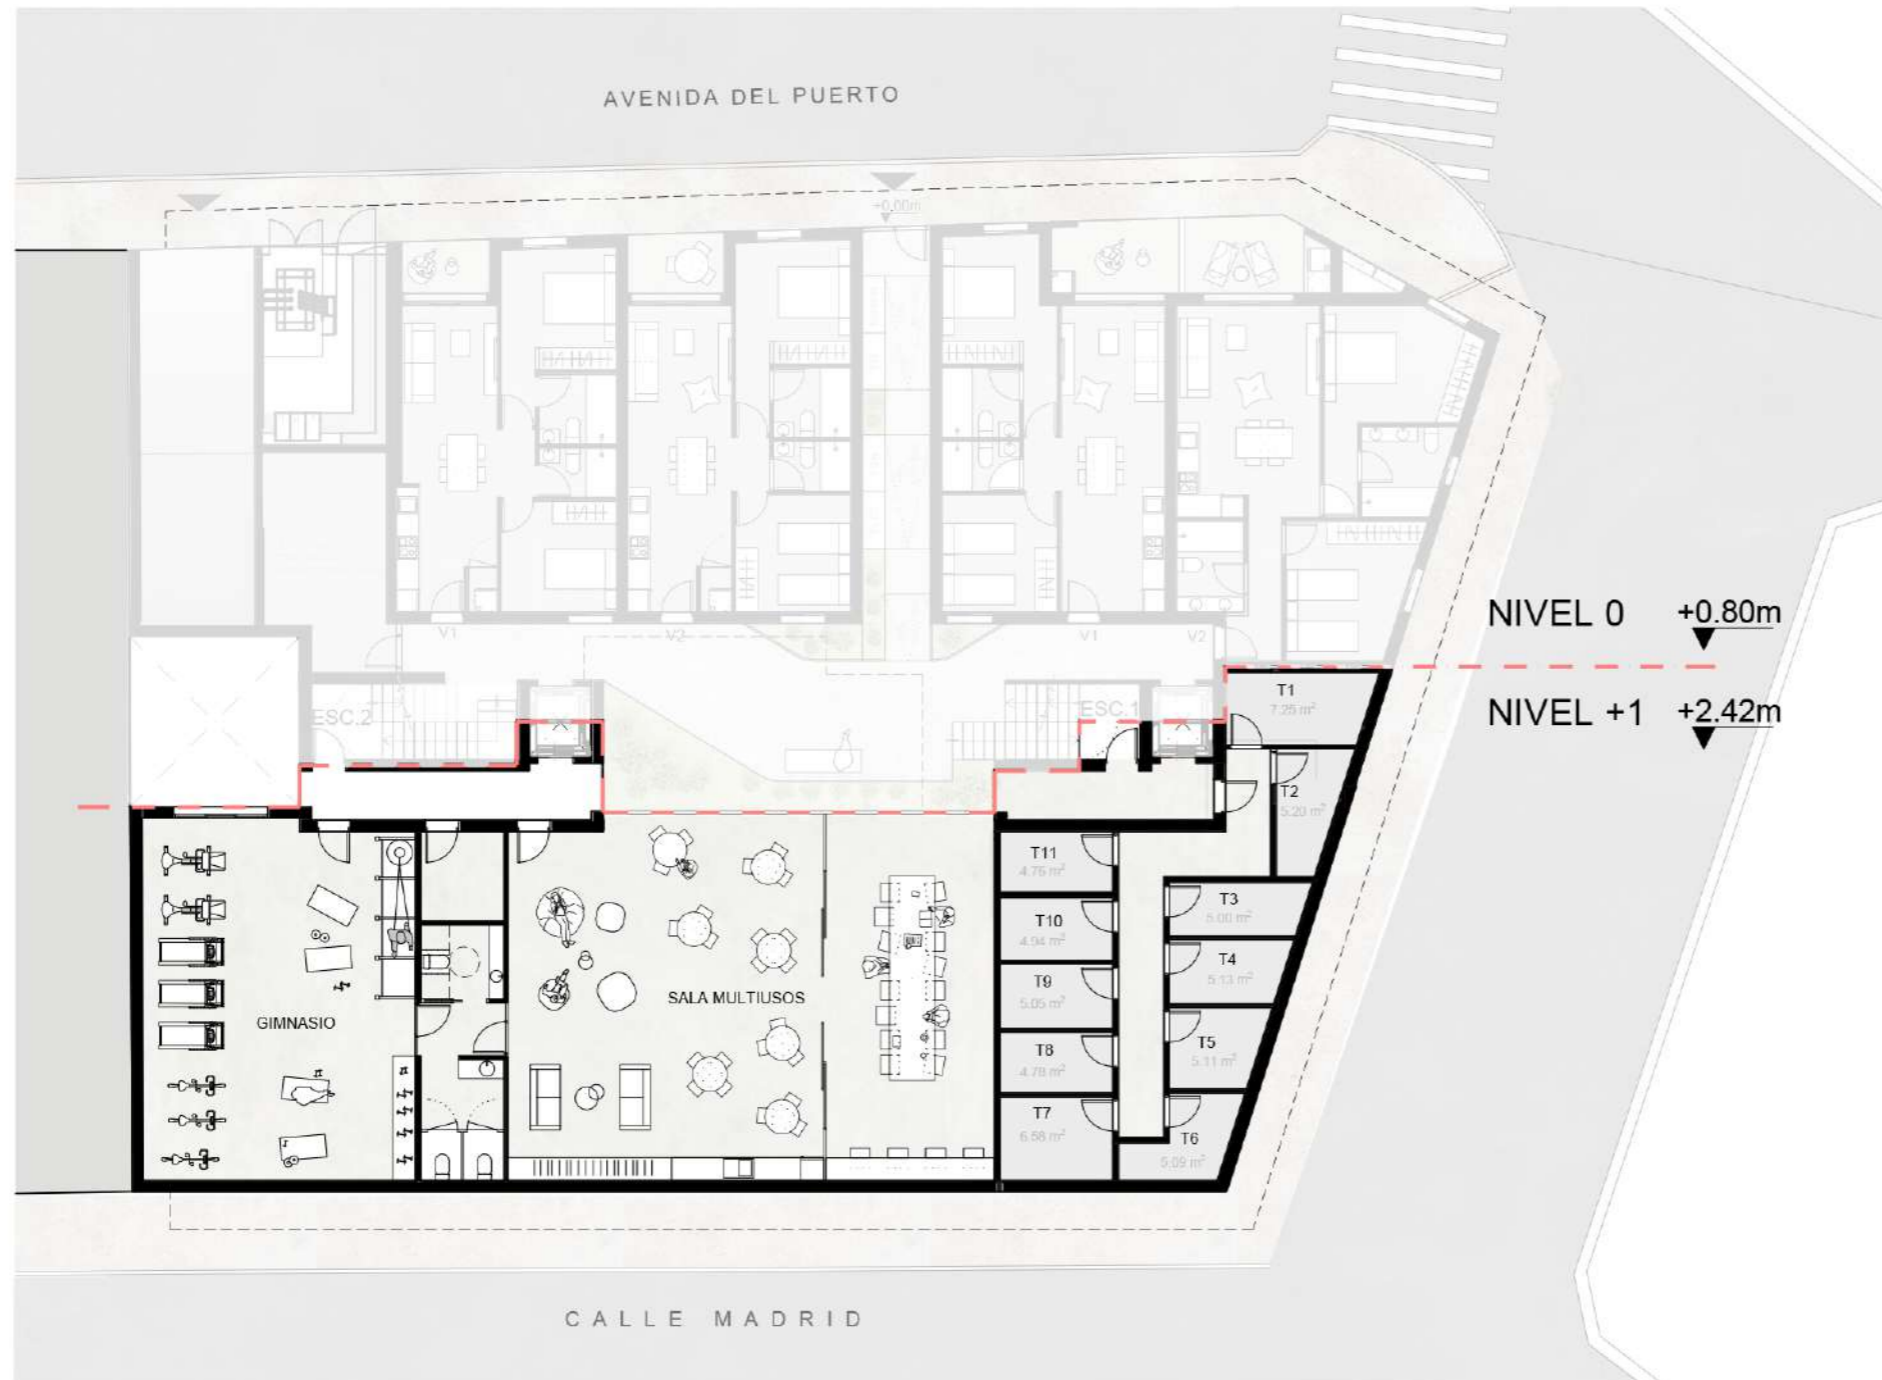 AVENIDA DEL PUERTO
+0.00m
NIVEL 0 +0.80m
V1
V2
V1
V2
ESC.2
ESC.1
T1
7.25 m²
NIVEL +1 +2.42m
T2
5.20 m²
T11
4.76 m²
T3
5.00 m²
T10
4.94 m²
T4
5.13 m²
T9
5.05 m²
SALA MULTIUSOS
GIMNASIO
T5
5.11 m²
T8
4.78 m²
T7
6.58 m²
T6
5.09 m²
CALLE MADRID